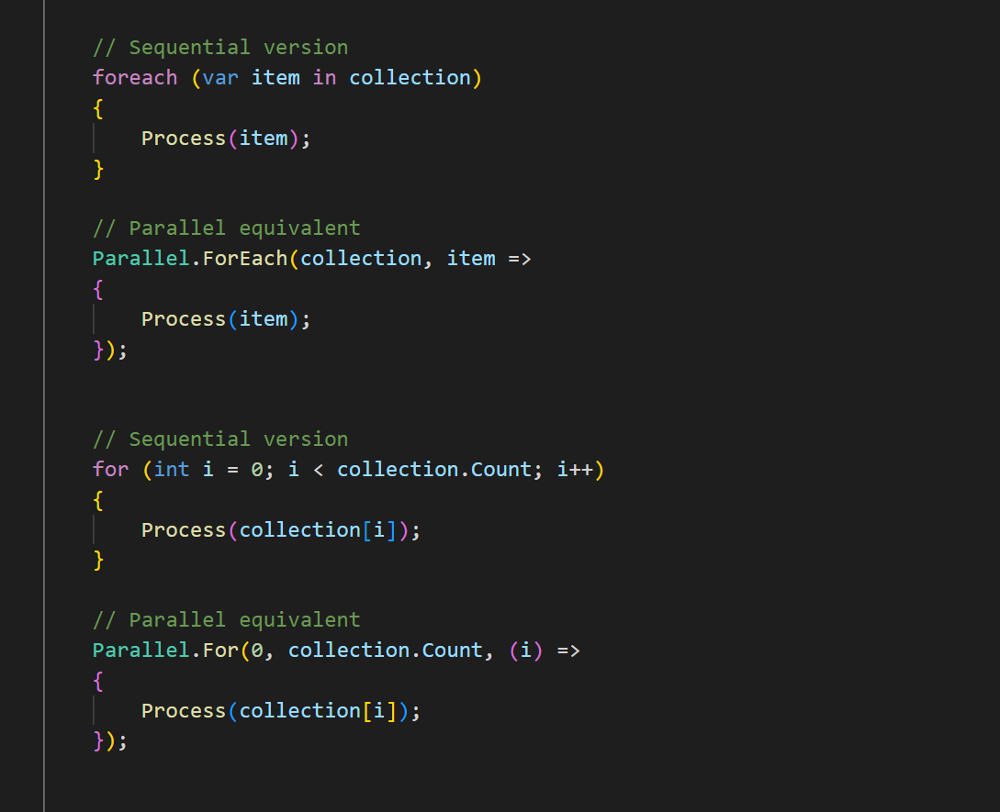 // Sequential version
foreach (var item in collection)
{
    Process(item);
}
// Parallel equivalent
Parallel.ForEach(collection, item =>
{
    Process(item);
});
// Sequential version
for (int i = 0; i < collection.Count; i++)
{
    Process(collection[i]);
}
// Parallel equivalent
Parallel.For(0, collection.Count, (i) =>
{
    Process(collection[i]);
});